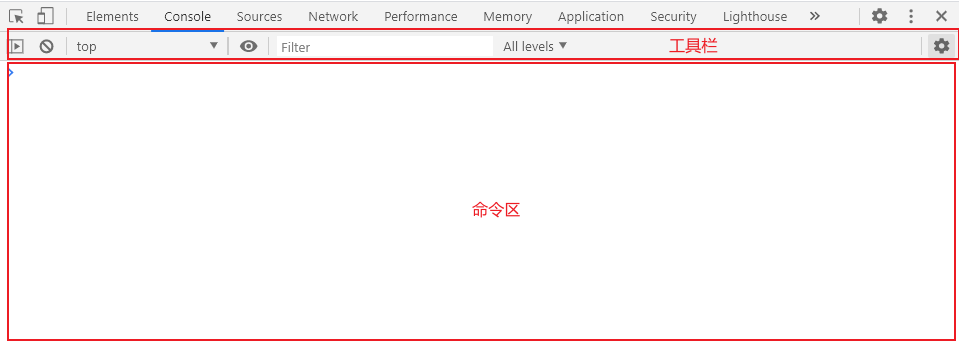 Elements Console Sources Network Performance Memory Application Security Lighthouse
top Filter All levels 工具栏
命令区